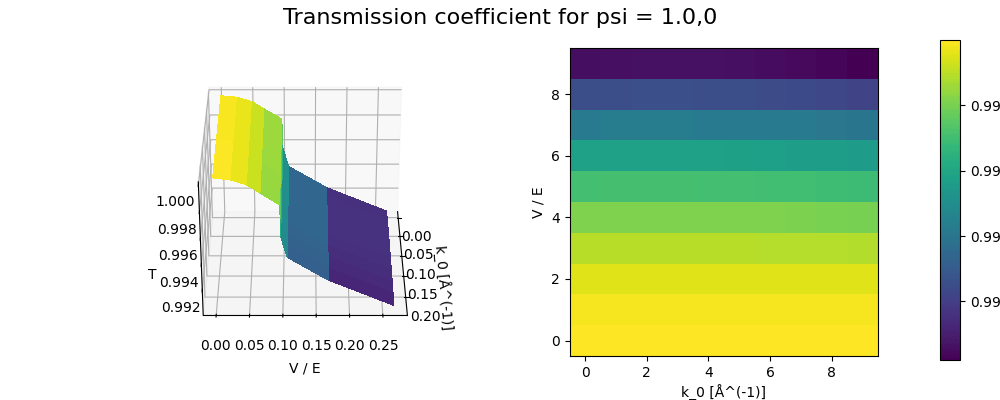 Transmission coefficient for psi = 1.0,0
1.000
0.998
0.996
0.994
0.992
T
0.00 0.05 0.10 0.15 0.20 0.25
V / E
0.00
0.05
0.10
0.15
0.20
k_0 [Å^(-1)]
8
6
4
2
0
V / E
0 2 4 6 8
k_0 [Å^(-1)]
0.99
0.99
0.99
0.99